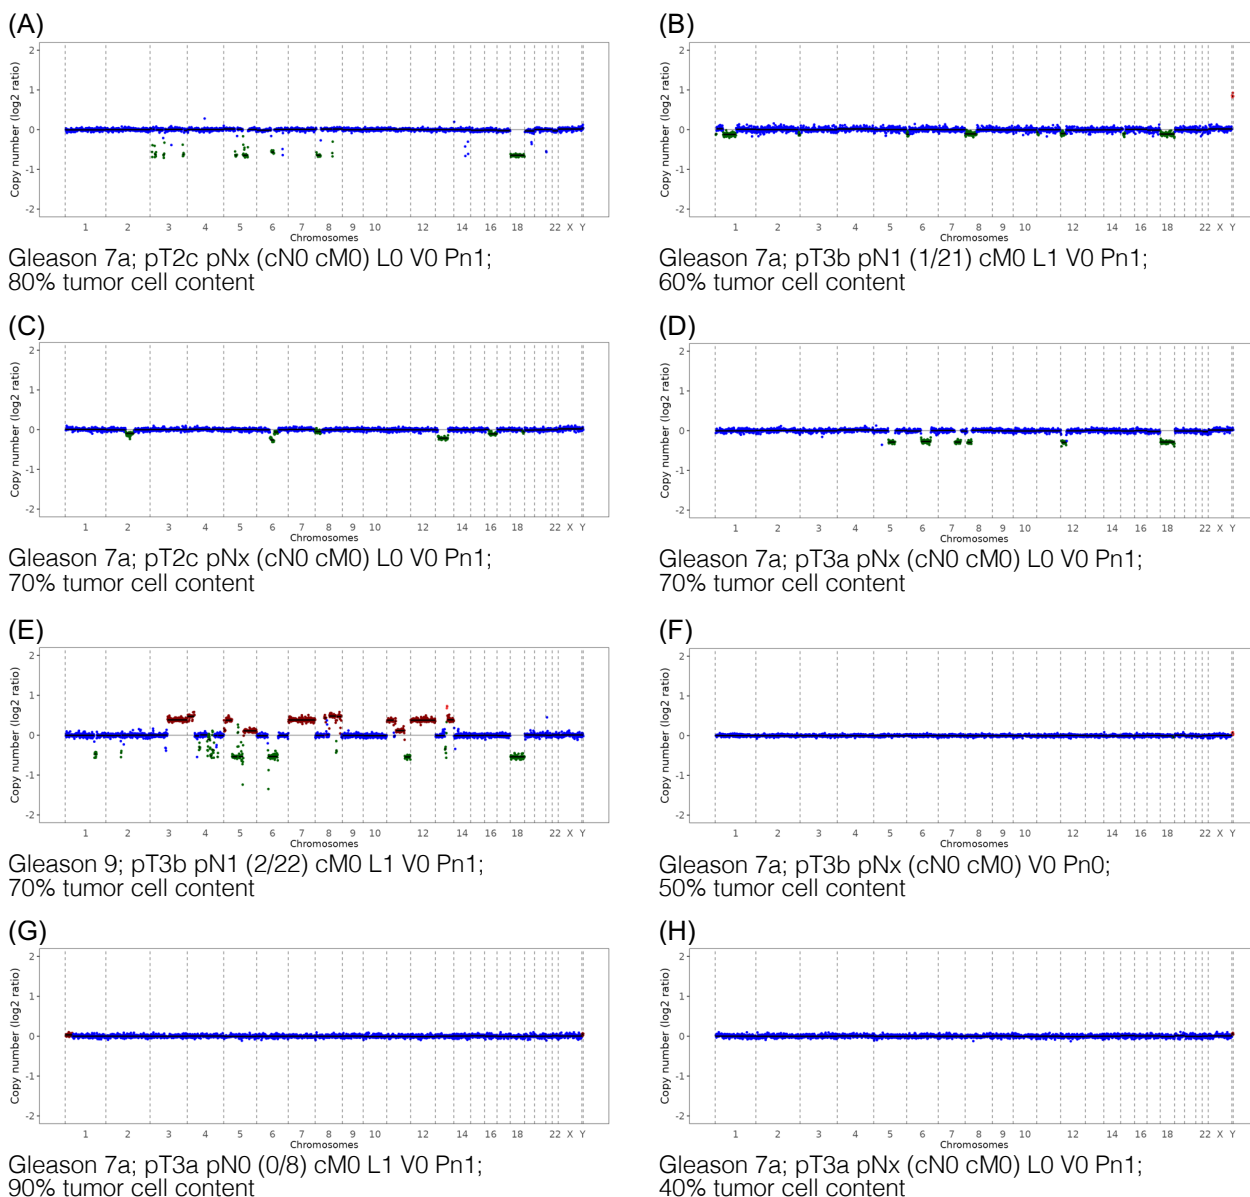 (A)
(B)
2
1
0
-1
-2
Copy number (log2 ratio)
1 2 3 4 5 6 7 8 9 10 12 14 16 18 22 X Y
Chromosomes
Gleason 7a; pT2c pNx (cN0 cM0) L0 V0 Pn1;
80% tumor cell content
2
1
0
-1
-2
Copy number (log2 ratio)
1 2 3 4 5 6 7 8 9 10 12 14 16 18 22 X Y
Chromosomes
Gleason 7a; pT3b pN1 (1/21) cM0 L1 V0 Pn1;
60% tumor cell content
(C)
(D)
2
1
0
-1
-2
Copy number (log2 ratio)
1 2 3 4 5 6 7 8 9 10 12 14 16 18 22 X Y
Chromosomes
Gleason 7a; pT2c pNx (cN0 cM0) L0 V0 Pn1;
70% tumor cell content
2
1
0
-1
-2
Copy number (log2 ratio)
1 2 3 4 5 6 7 8 9 10 12 14 16 18 22 X Y
Chromosomes
Gleason 7a; pT3a pNx (cN0 cM0) L0 V0 Pn1;
70% tumor cell content
(E)
(F)
2
1
0
-1
-2
Copy number (log2 ratio)
1 2 3 4 5 6 7 8 9 10 12 14 16 18 22 X Y
Chromosomes
Gleason 9; pT3b pN1 (2/22) cM0 L1 V0 Pn1;
70% tumor cell content
2
1
0
-1
-2
Copy number (log2 ratio)
1 2 3 4 5 6 7 8 9 10 12 14 16 18 22 X Y
Chromosomes
Gleason 7a; pT3b pNx (cN0 cM0) V0 Pn0;
50% tumor cell content
(G)
(H)
2
1
0
-1
-2
Copy number (log2 ratio)
1 2 3 4 5 6 7 8 9 10 12 14 16 18 22 X Y
Chromosomes
Gleason 7a; pT3a pN0 (0/8) cM0 L1 V0 Pn1;
90% tumor cell content
2
1
0
-1
-2
Copy number (log2 ratio)
1 2 3 4 5 6 7 8 9 10 12 14 16 18 22 X Y
Chromosomes
Gleason 7a; pT3a pNx (cN0 cM0) L0 V0 Pn1;
40% tumor cell content